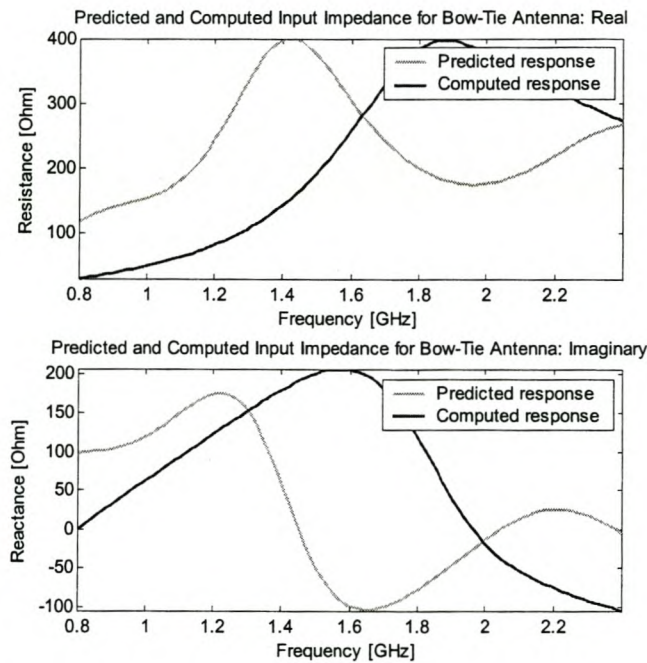 Predicted and Computed Input Impedance for Bow-Tie Antenna: Real
400
300
200
100
Resistance [Ohm]
Predicted response
Computed response
0.8 1 1.2 1.4 1.6 1.8 2 2.2
Frequency [GHz]
Predicted and Computed Input Impedance for Bow-Tie Antenna: Imaginary
200
150
100
50
0
-50
-100
Reactance [Ohm]
Predicted response
Computed response
0.8 1 1.2 1.4 1.6 1.8 2 2.2
Frequency [GHz]